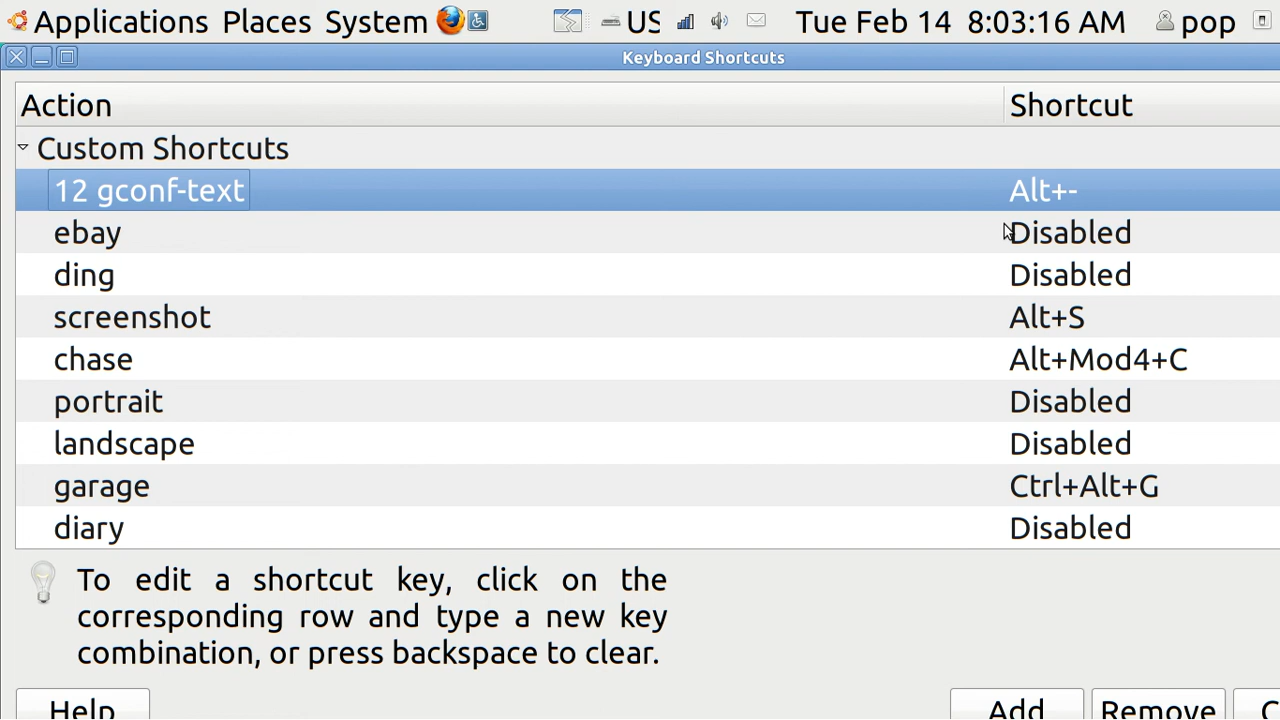 Applications Places System US Tue Feb 14 8:03:16 AM pop
Keyboard Shortcuts
Action Shortcut
Custom Shortcuts
12 gconf-text Alt+-
ebay Disabled
ding Disabled
screenshot Alt+S
chase Alt+Mod4+C
portrait Disabled
landscape Disabled
garage Ctrl+Alt+G
diary Disabled
To edit a shortcut key, click on the
corresponding row and type a new key
combination, or press backspace to clear.
Help Add Remove